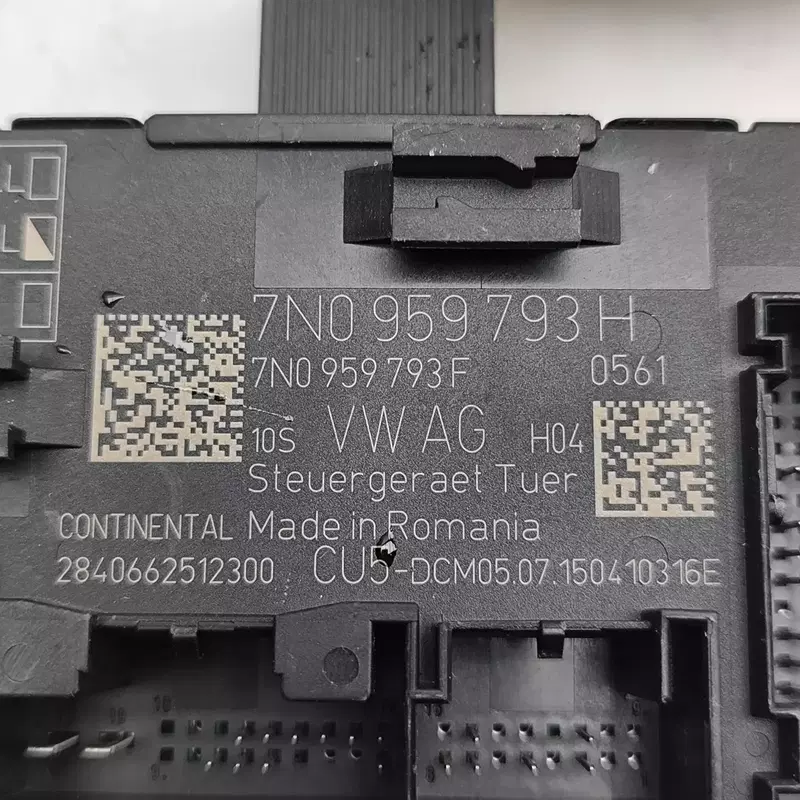 7N0 959 793 H
7N0 959 793 F 0561
10S VW AG H04
Steuergeraet Tuer
CONTINENTAL Made in Romania
2840662512300 CU5-DCM05.07.150410316E